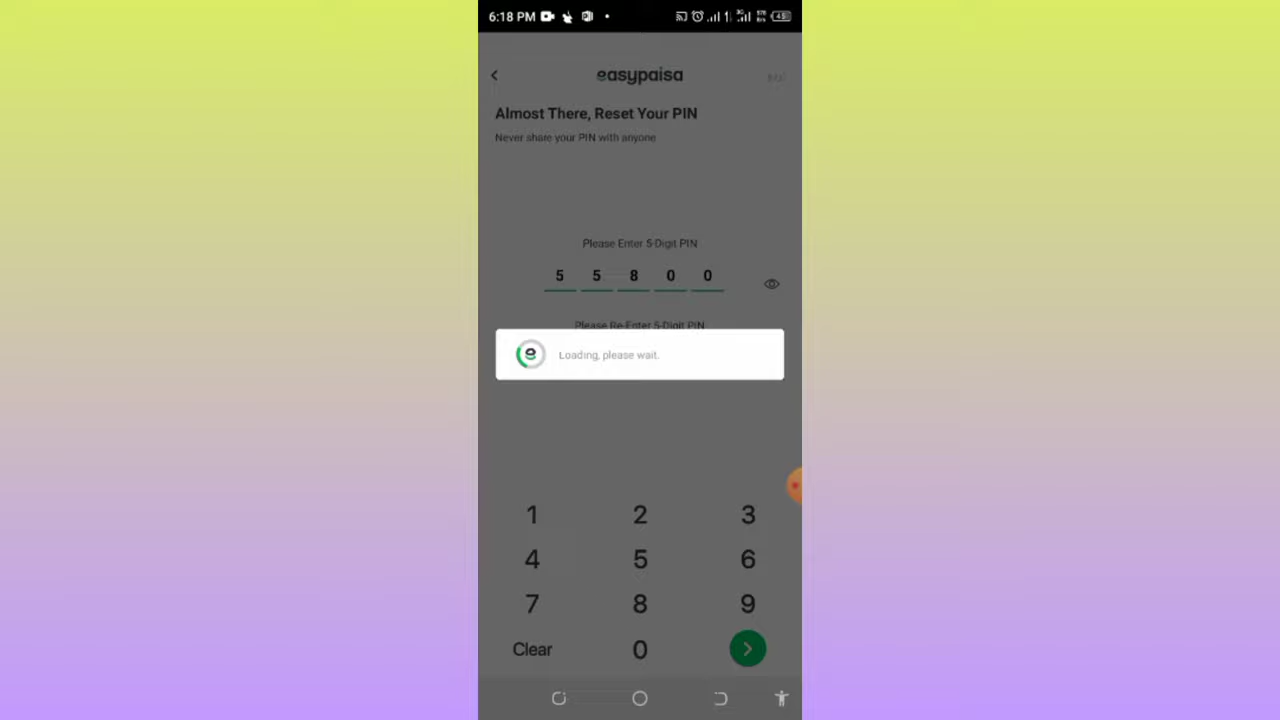 6:18 PM
easypaisa
Almost There, Reset Your PIN
Never share your PIN with anyone
Please Enter 5-Digit PIN
5 5 8 0 0
Please Re-Enter 5-Digit PIN
Loading, please wait.
1 2 3
4 5 6
7 8 9
Clear 0